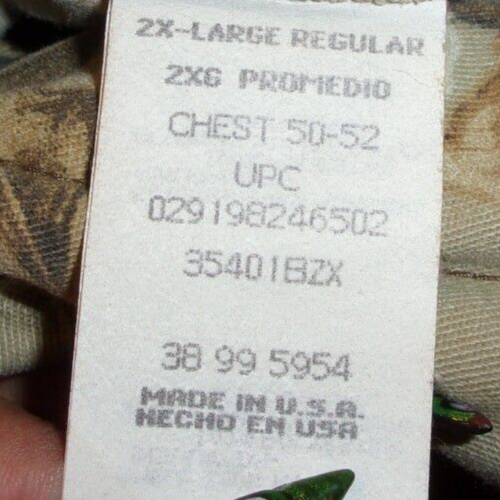 2X-LARGE REGULAR
2XG PROMEDIO
CHEST 50-52
UPC
029198246502
35401BZX
38 99 5954
MADE IN U.S.A.
HECHO EN USA